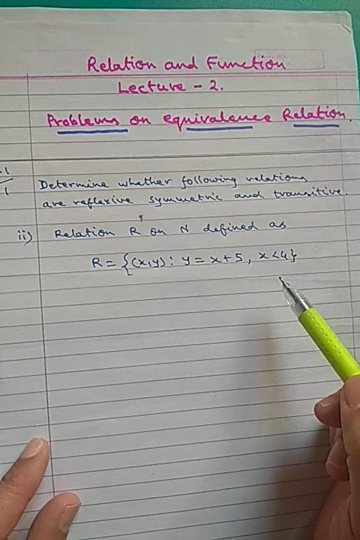 Relation and Function
Lecture - 2.
Problems on equivalence Relation.
Determine whether following relations
are reflexive symmetric and transitive
ii) Relation R on N defined as
R = {(x,y): y = x+5, x<4}